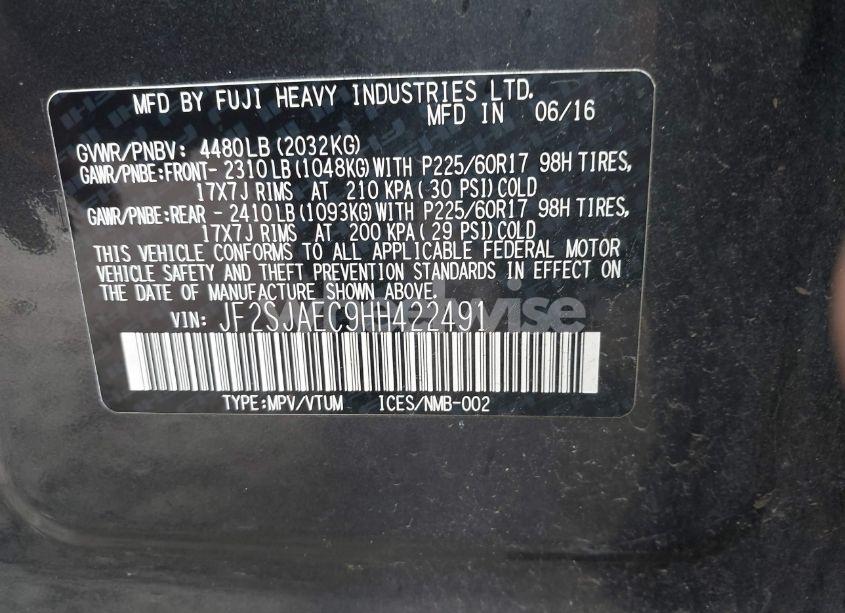 MFD BY FUJI HEAVY INDUSTRIES LTD.
MFD IN 06/16
GVWR/PNBV: 4480LB (2032KG)
GAWR/PNBE:FRONT- 2310 LB (1048KG) WITH P225/60R17 98H TIRES,
17X7J RIMS AT 210 KPA ( 30 PSI) COLD
GAWR/PNBE:REAR - 2410 LB (1093KG) WITH P225/60R17 98H TIRES,
17X7J RIMS AT 200 KPA ( 29 PSI) COLD
THIS VEHICLE CONFORMS TO ALL APPLICABLE FEDERAL MOTOR
VEHICLE SAFETY AND THEFT PREVENTION STANDARDS IN EFFECT ON
THE DATE OF MANUFACTURE SHOWN ABOVE.
VIN: JF2SJAEC9HH422491
TYPE:MPV/VTUM ICES/NMB-002